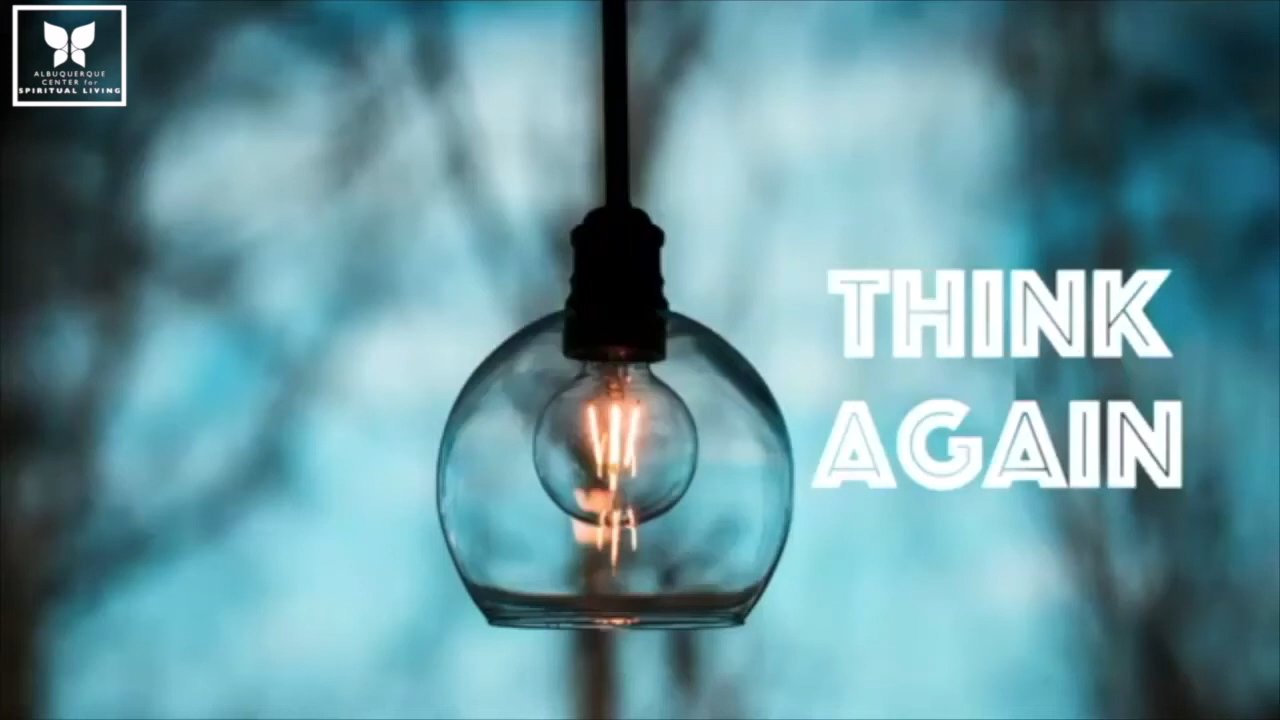 ALBUQUERQUE
CENTER for
SPIRITUAL LIVING
THINK
AGAIN